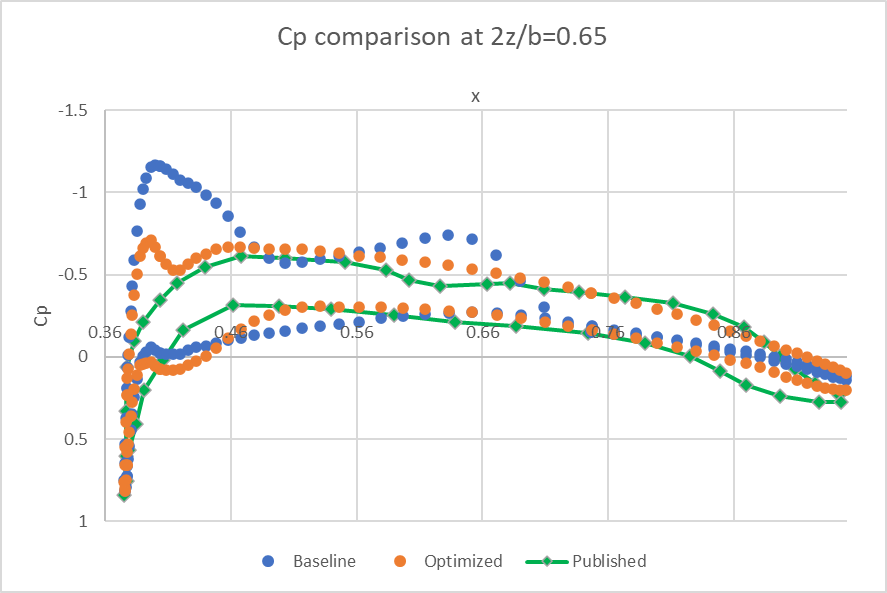 Cp comparison at 2z/b=0.65
x
-1.5
-1
-0.5
0.36 0.46 0.56 0.66 0.76 0.86
0
0.5
1
Cp
Baseline Optimized Published